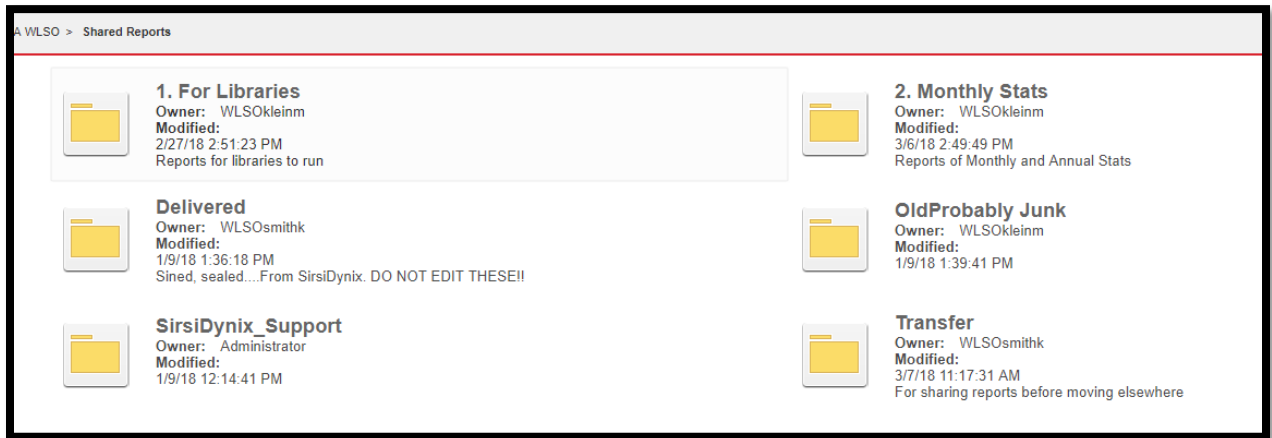 A WLSO > Shared Reports
1. For Libraries
Owner: WLSOkleinm
Modified:
2/27/18 2:51:23 PM
Reports for libraries to run
2. Monthly Stats
Owner: WLSOkleinm
Modified:
3/6/18 2:49:49 PM
Reports of Monthly and Annual Stats
Delivered
Owner: WLSOsmithk
Modified:
1/9/18 1:36:18 PM
Sined, sealed....From SirsiDynix. DO NOT EDIT THESE!!
OldProbably Junk
Owner: WLSOkleinm
Modified:
1/9/18 1:39:41 PM
SirsiDynix_Support
Owner: Administrator
Modified:
1/9/18 12:14:41 PM
Transfer
Owner: WLSOsmithk
Modified:
3/7/18 11:17:31 AM
For sharing reports before moving elsewhere